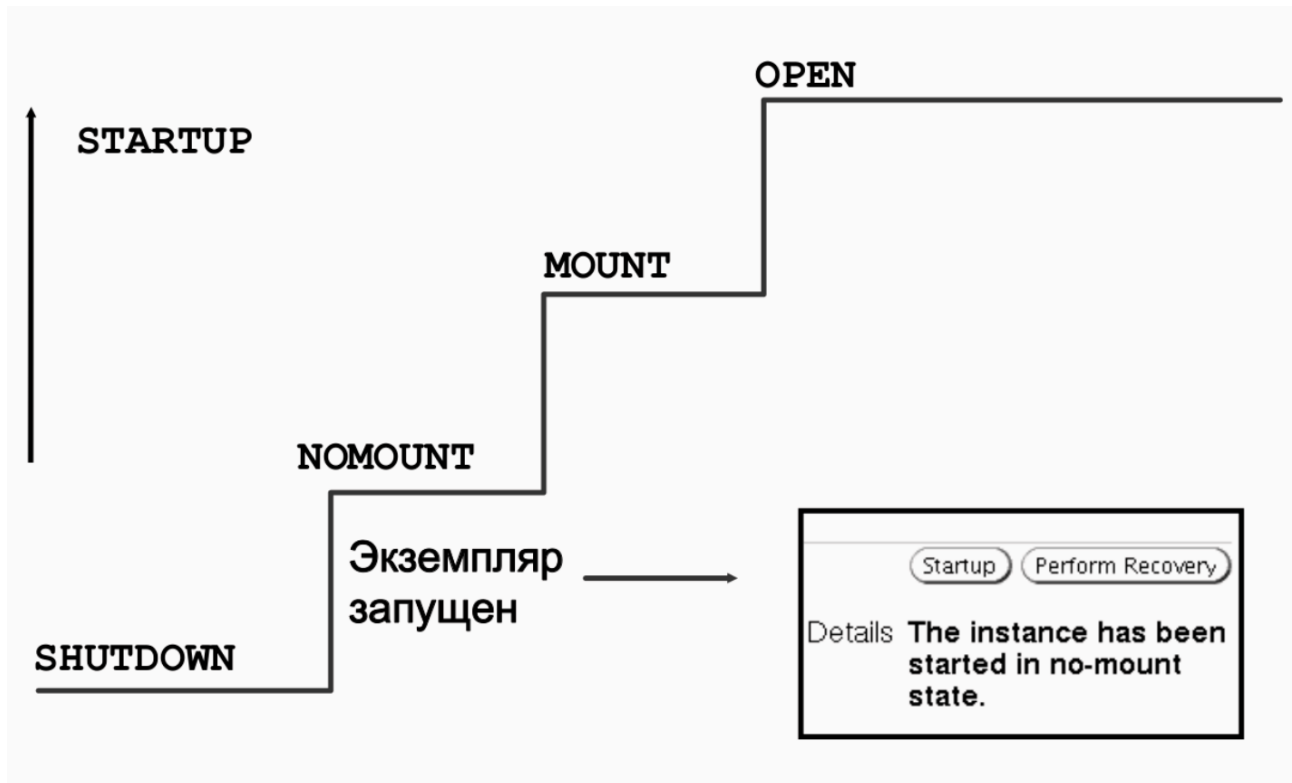 OPEN
STARTUP
MOUNT
NOMOUNT
Экземпляр
запущен
SHUTDOWN
Startup Perform Recovery
Details The instance has been
started in no-mount
state.